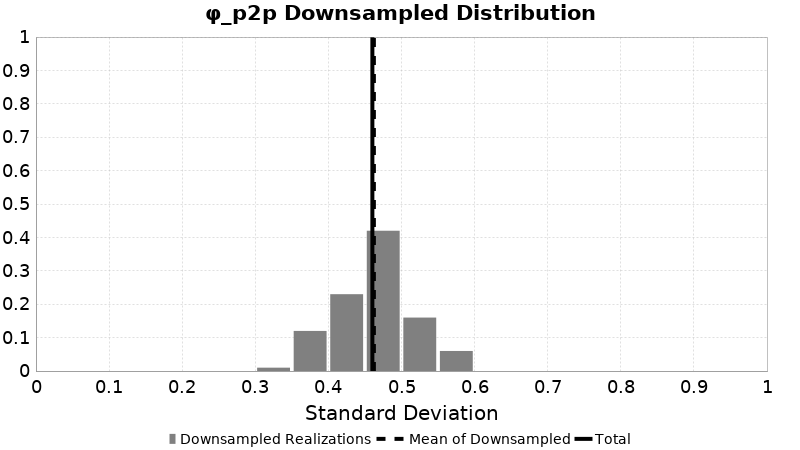 φ_p2p Downsampled Distribution
1
0.9
0.8
0.7
0.6
0.5
0.4
0.3
0.2
0.1
0
0 0.1 0.2 0.3 0.4 0.5 0.6 0.7 0.8 0.9 1
Standard Deviation
Downsampled Realizations Mean of Downsampled Total